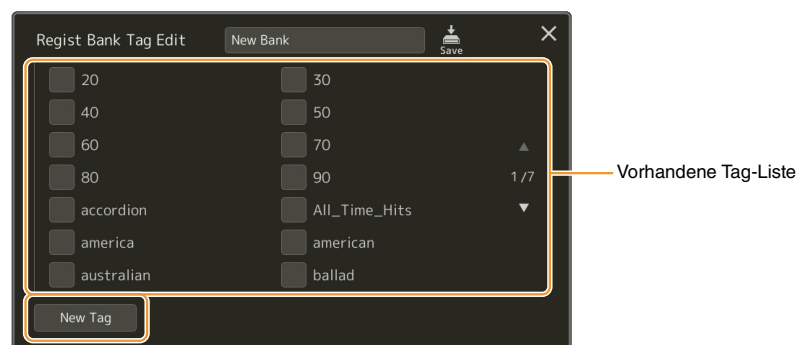 Regist Bank Tag Edit New Bank Save
20 30
40 50
60 70
80 90 1/7
accordion All_Time_Hits
america american
australian ballad
New Tag
Vorhandene Tag-Liste